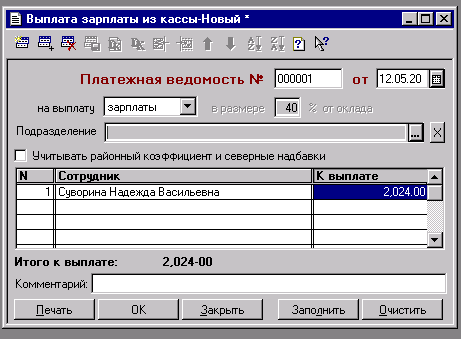 Выплата зарплаты из кассы-Новый *
Платежная ведомость № 000001 от 12.05.20
на выплату зарплаты в размере 40 % от оклада
Подразделение ... X
Учитывать районный коэффициент и северные надбавки
N Сотрудник К выплате
1 Суворина Надежда Васильевна 2,024.00
Итого к выплате: 2,024-00
Комментарий:
Печать OK Закрыть Заполнить Очистить